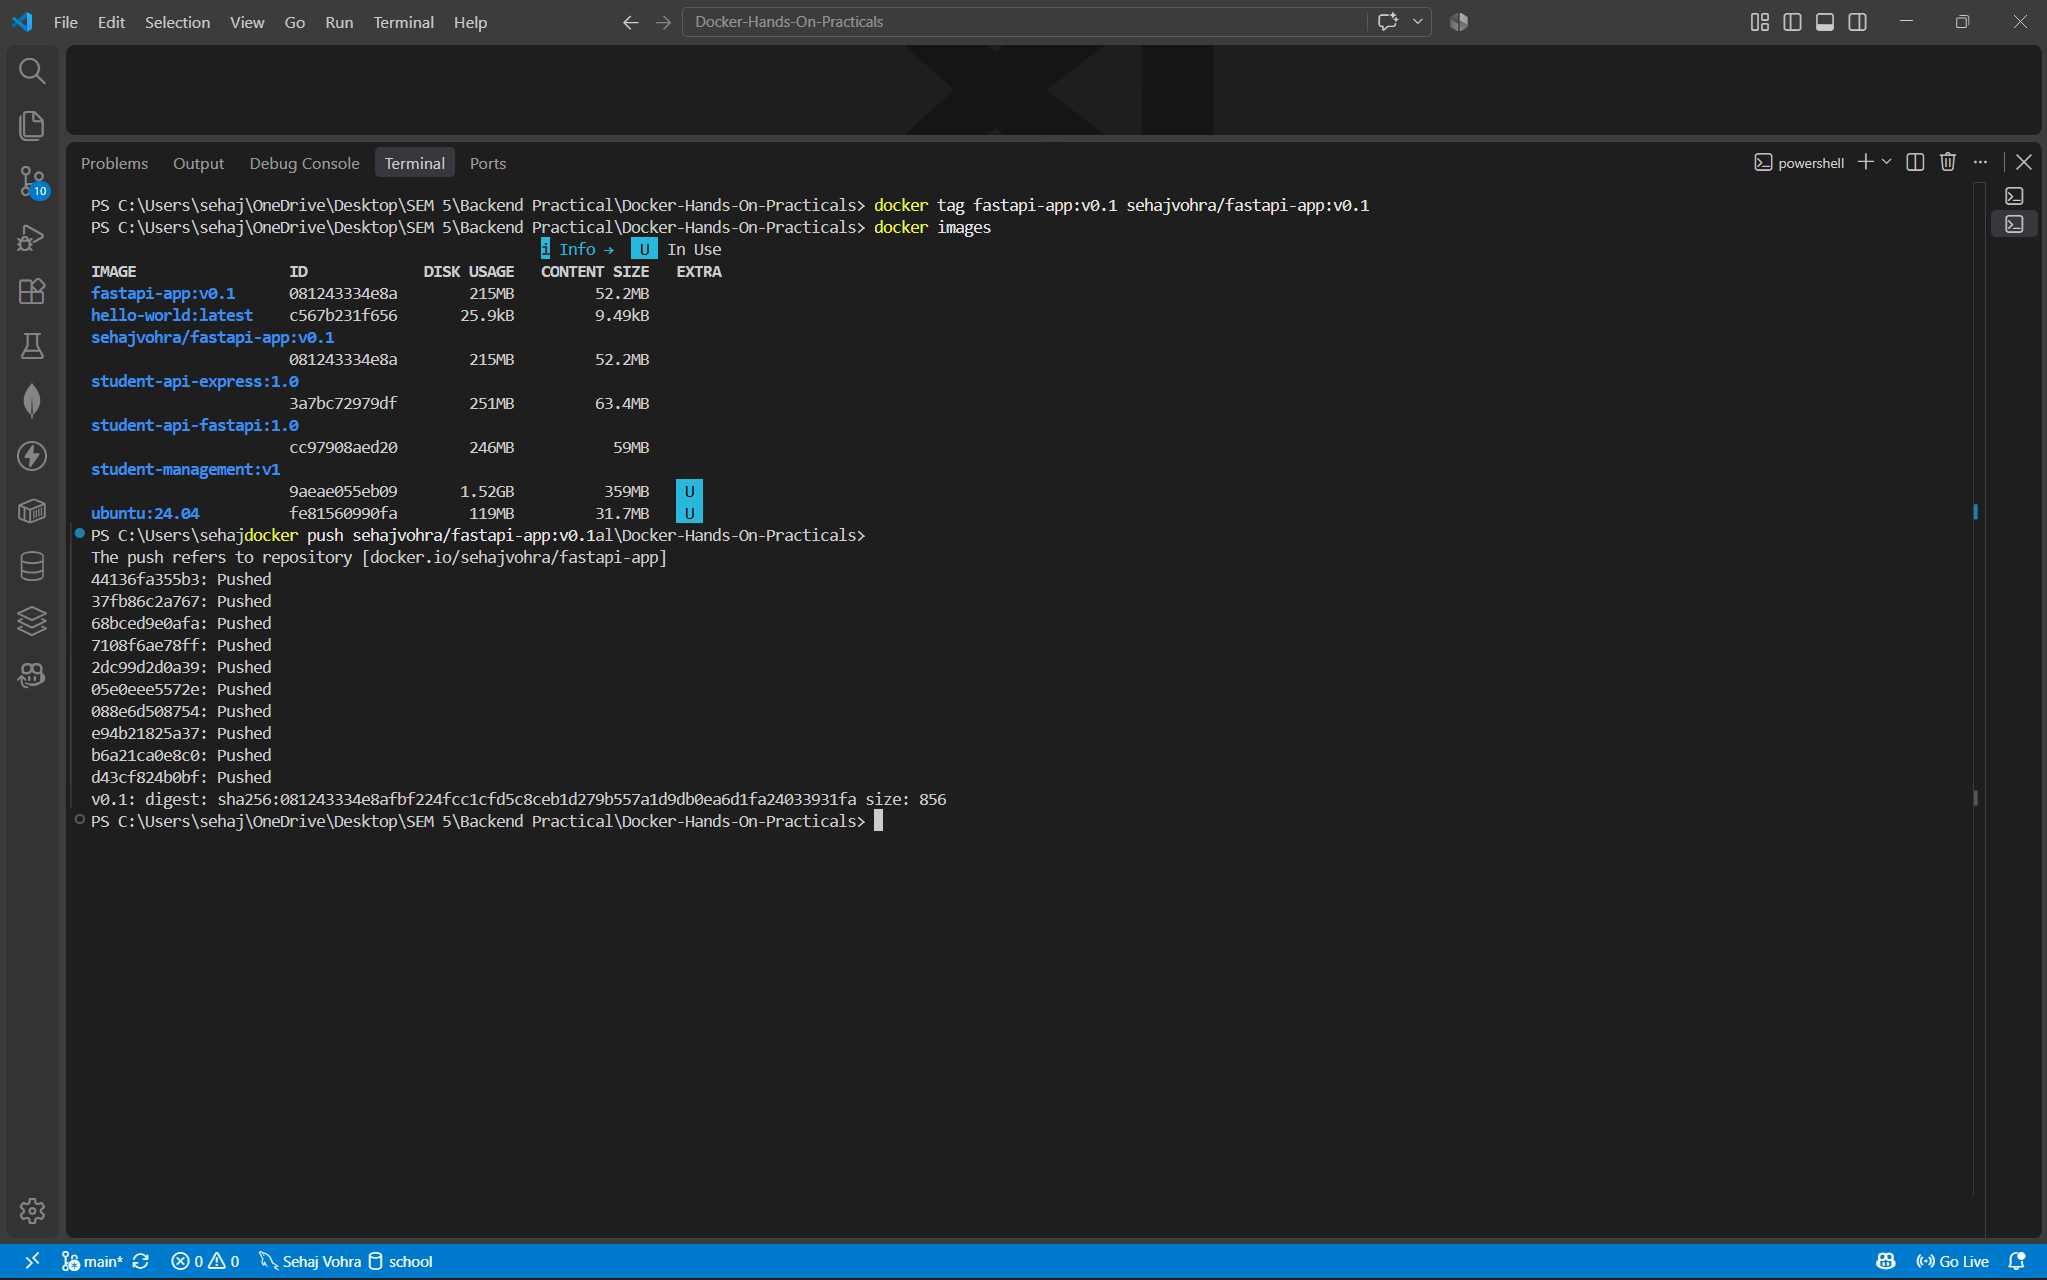 File Edit Selection View Go Run Terminal Help
Docker-Hands-On-Practicals
10
Problems Output Debug Console Terminal Ports
powershell
PS C:\Users\sehaj\OneDrive\Desktop\SEM 5\Backend Practical\Docker-Hands-On-Practicals> docker tag fastapi-app:v0.1 sehajvohra/fastapi-app:v0.1
PS C:\Users\sehaj\OneDrive\Desktop\SEM 5\Backend Practical\Docker-Hands-On-Practicals> docker images
i Info → U In Use
IMAGE ID DISK USAGE CONTENT SIZE EXTRA
fastapi-app:v0.1 081243334e8a 215MB 52.2MB
hello-world:latest c567b231f656 25.9kB 9.49kB
sehajvohra/fastapi-app:v0.1
081243334e8a 215MB 52.2MB
student-api-express:1.0
3a7bc72979df 251MB 63.4MB
student-api-fastapi:1.0
cc97908aed20 246MB 59MB
student-management:v1
9aeae055eb09 1.52GB 359MB U
ubuntu:24.04 fe81560990fa 119MB 31.7MB U
PS C:\Users\sehajdocker push sehajvohra/fastapi-app:v0.1al\Docker-Hands-On-Practicals>
The push refers to repository [docker.io/sehajvohra/fastapi-app]
44136fa355b3: Pushed
37fb86c2a767: Pushed
68bced9e0afa: Pushed
7108f6ae78ff: Pushed
2dc99d2d0a39: Pushed
05e0eee5572e: Pushed
088e6d508754: Pushed
e94b21825a37: Pushed
b6a21ca0e8c0: Pushed
d43cf824b0bf: Pushed
v0.1: digest: sha256:081243334e8afbf224fcc1cfd5c8ceb1d279b557a1d9db0ea6d1fa24033931fa size: 856
PS C:\Users\sehaj\OneDrive\Desktop\SEM 5\Backend Practical\Docker-Hands-On-Practicals>
main* 0 0 Sehaj Vohra school Go Live